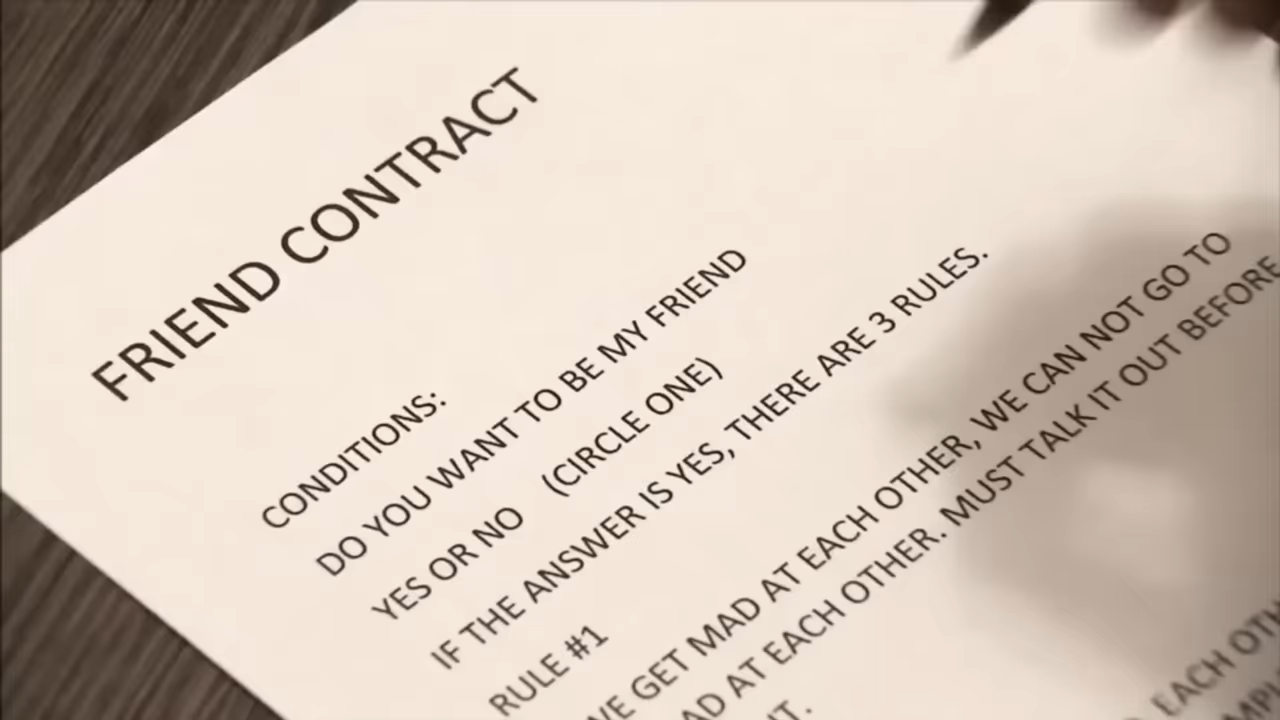 FRIEND CONTRACT
CONDITIONS:
DO YOU WANT TO BE MY FRIEND
YES OR NO (CIRCLE ONE)
IF THE ANSWER IS YES, THERE ARE 3 RULES.
RULE #1
WE GET MAD AT EACH OTHER, WE CAN NOT GO TO
AT EACH OTHER. MUST TALK IT OUT BEFORE
EACH